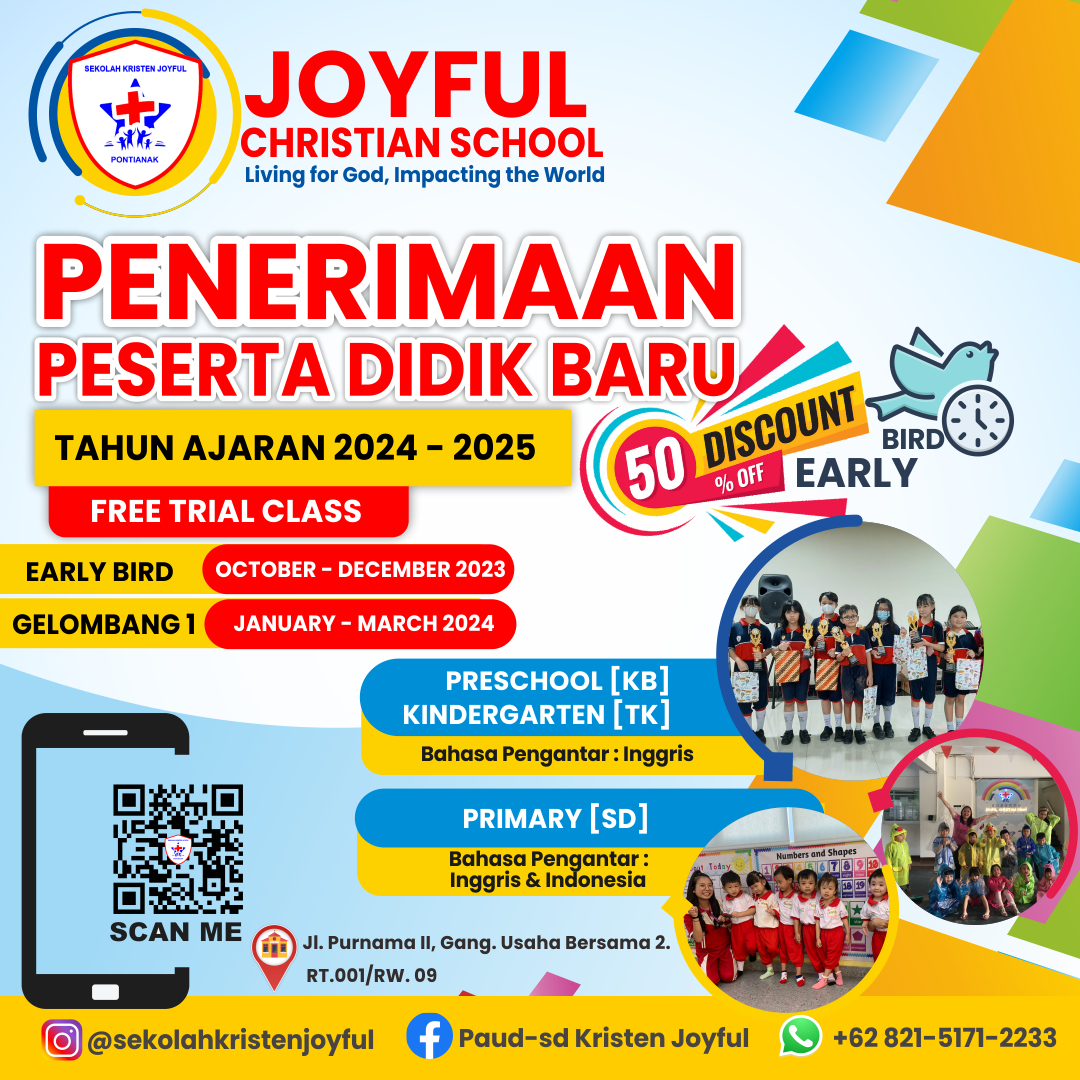 SEKOLAH KRISTEN JOYFUL
PONTIANAK
JOYFUL
CHRISTIAN SCHOOL
Living for God, Impacting the World
PENERIMAAN
PESERTA DIDIK BARU
TAHUN AJARAN 2024 - 2025
FREE TRIAL CLASS
50
DISCOUNT
% OFF
BIRD
EARLY
EARLY BIRD
OCTOBER - DECEMBER 2023
GELOMBANG 1
JANUARY - MARCH 2024
PRESCHOOL [KB]
KINDERGARTEN [TK]
Bahasa Pengantar : Inggris
PRIMARY [SD]
Bahasa Pengantar :
Inggris & Indonesia
Numbers and Shapes
Today
SCAN ME
Jl. Purnama II, Gang. Usaha Bersama 2.
RT.001/RW. 09
@sekolahkristenjoyful
Paud-sd Kristen Joyful
+62 821-5171-2233